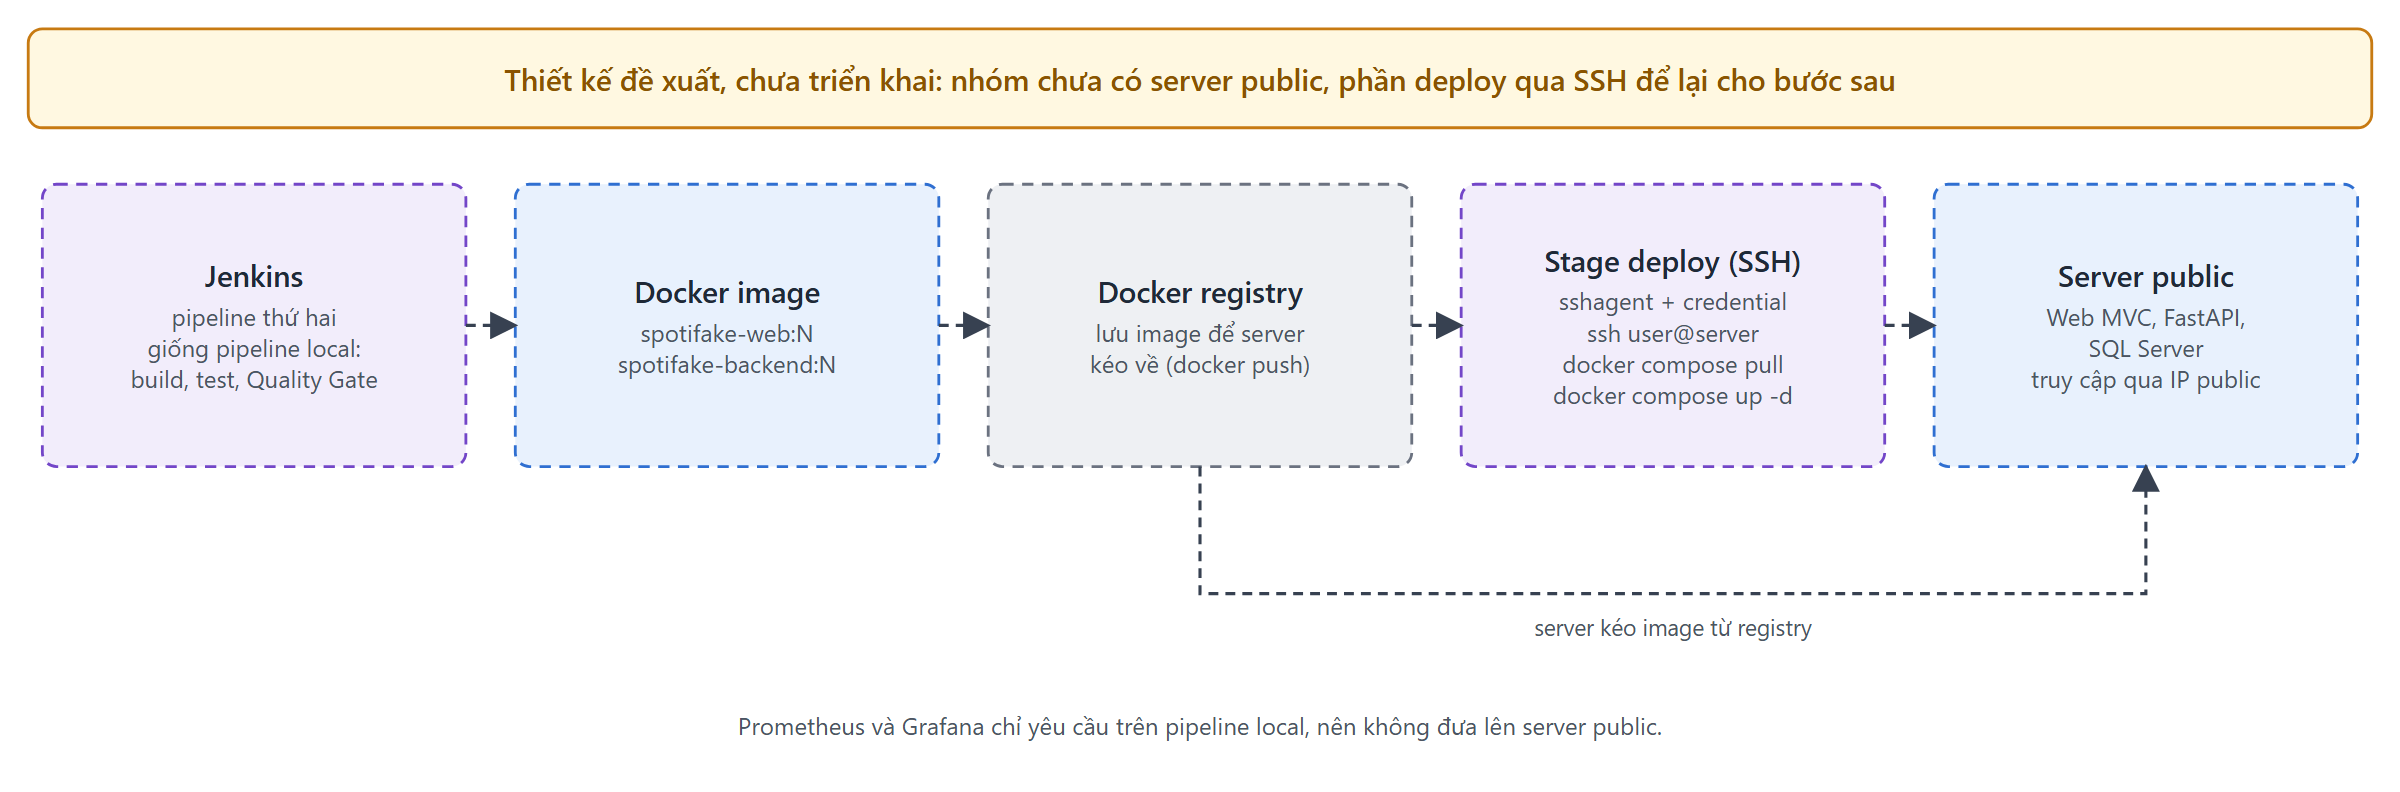 Thiết kế đề xuất, chưa triển khai: nhóm chưa có server public, phần deploy qua SSH để lại cho bước sau
Jenkins
pipeline thứ hai
giống pipeline local:
build, test, Quality Gate
Docker image
spotifake-web:N
spotifake-backend:N
Docker registry
lưu image để server
kéo về (docker push)
Stage deploy (SSH)
sshagent + credential
ssh user@server
docker compose pull
docker compose up -d
Server public
Web MVC, FastAPI,
SQL Server
truy cập qua IP public
server kéo image từ registry
Prometheus và Grafana chỉ yêu cầu trên pipeline local, nên không đưa lên server public.